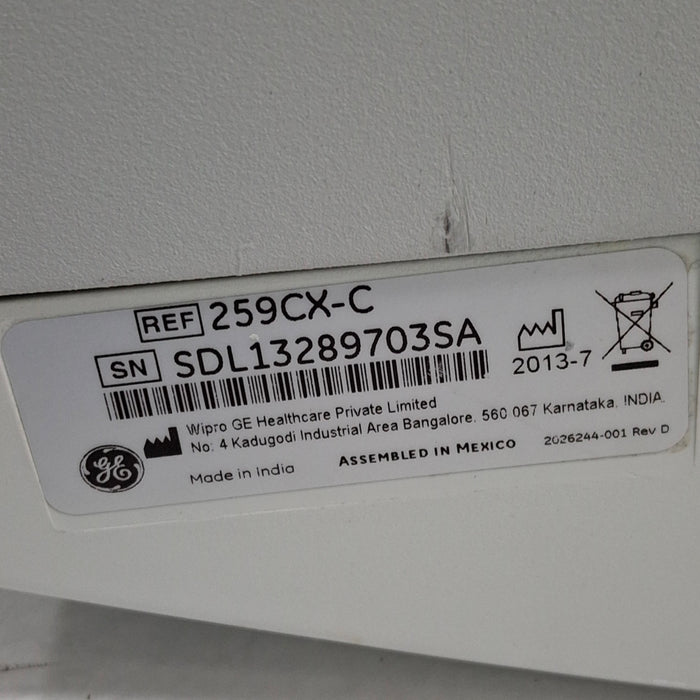 REF 259CX-C
SN SDL13289703SA
2013-7
Wipro GE Healthcare Private Limited
No: 4 Kadugodi Industrial Area Bangalore. 560 067 Karnataka. INDIA.
GE
Made in India
ASSEMBLED IN MEXICO
2026244-001 Rev D